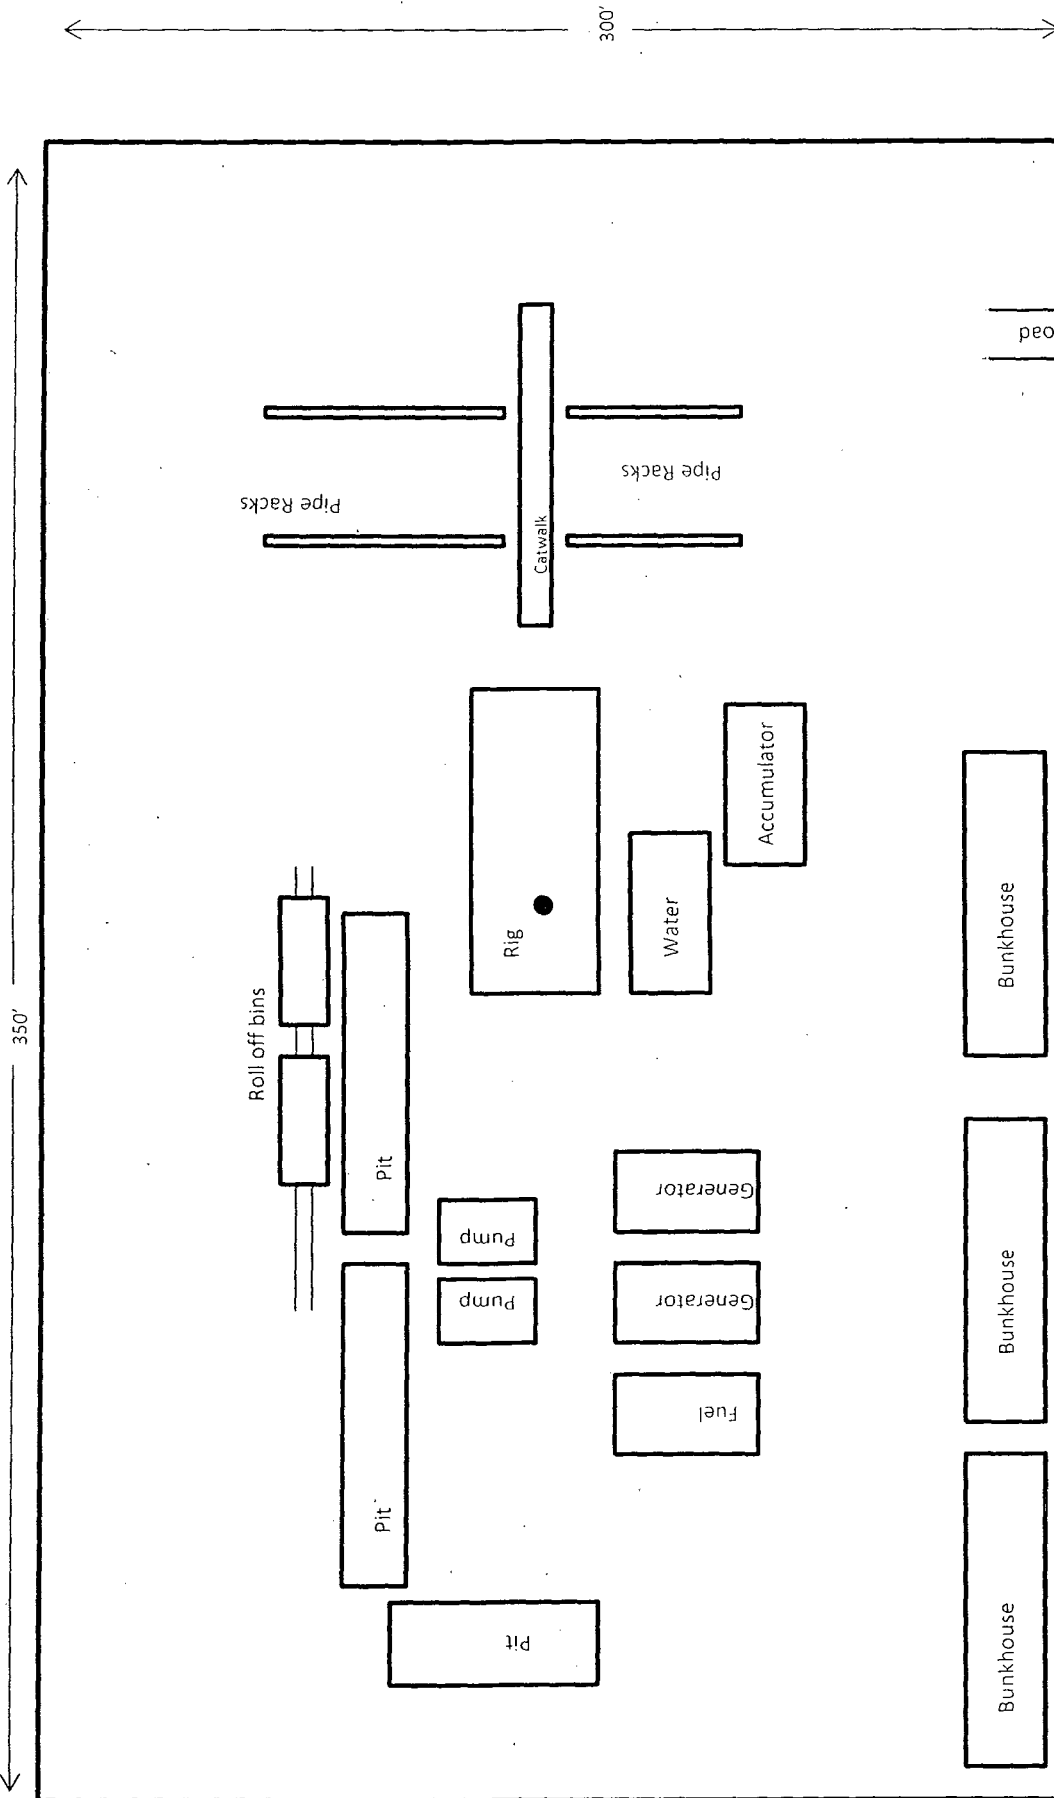 300'
350'
oad
Pipe Racks
Pipe Racks
Catwalk
Accumulator
Rig
Water
Bunkhouse
Roll off bins
Pit
Pump
Generator
Pump
Generator
Bunkhouse
Fuel
Pit
Pit
Bunkhouse